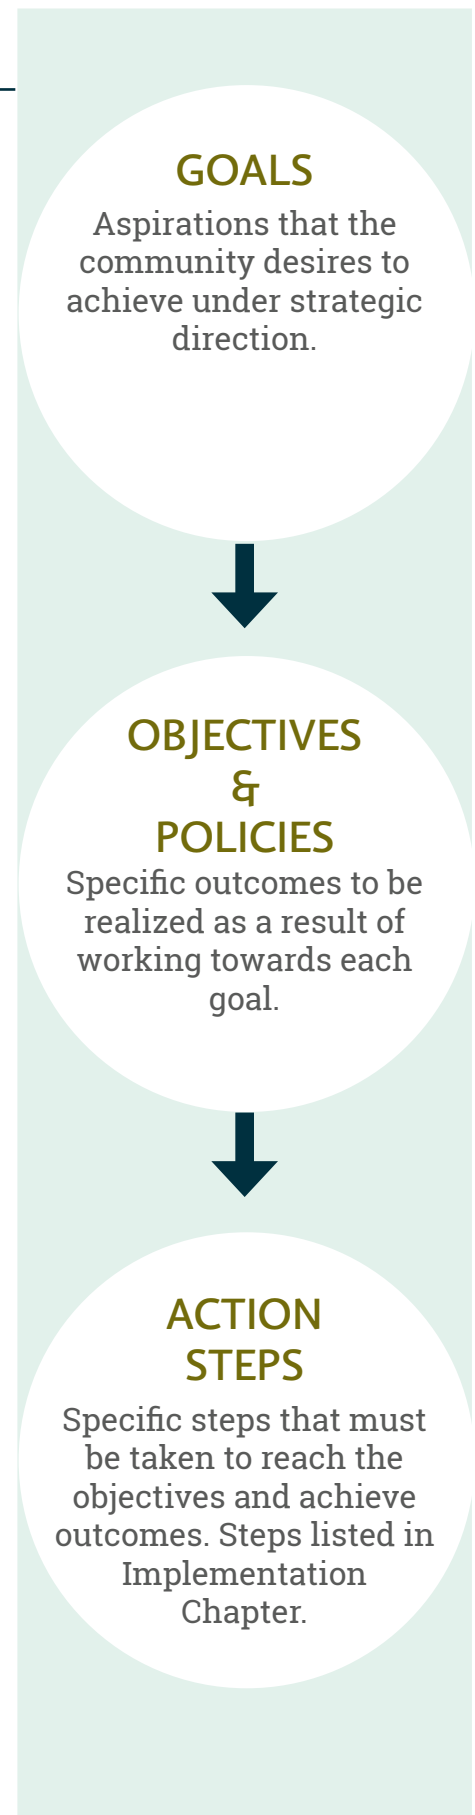 GOALS
Aspirations that the
community desires to
achieve under strategic
direction.
OBJECTIVES
&
POLICIES
Specific outcomes to be
realized as a result of
working towards each
goal.
ACTION
STEPS
Specific steps that must
be taken to reach the
objectives and achieve
outcomes. Steps listed in
Implementation
Chapter.